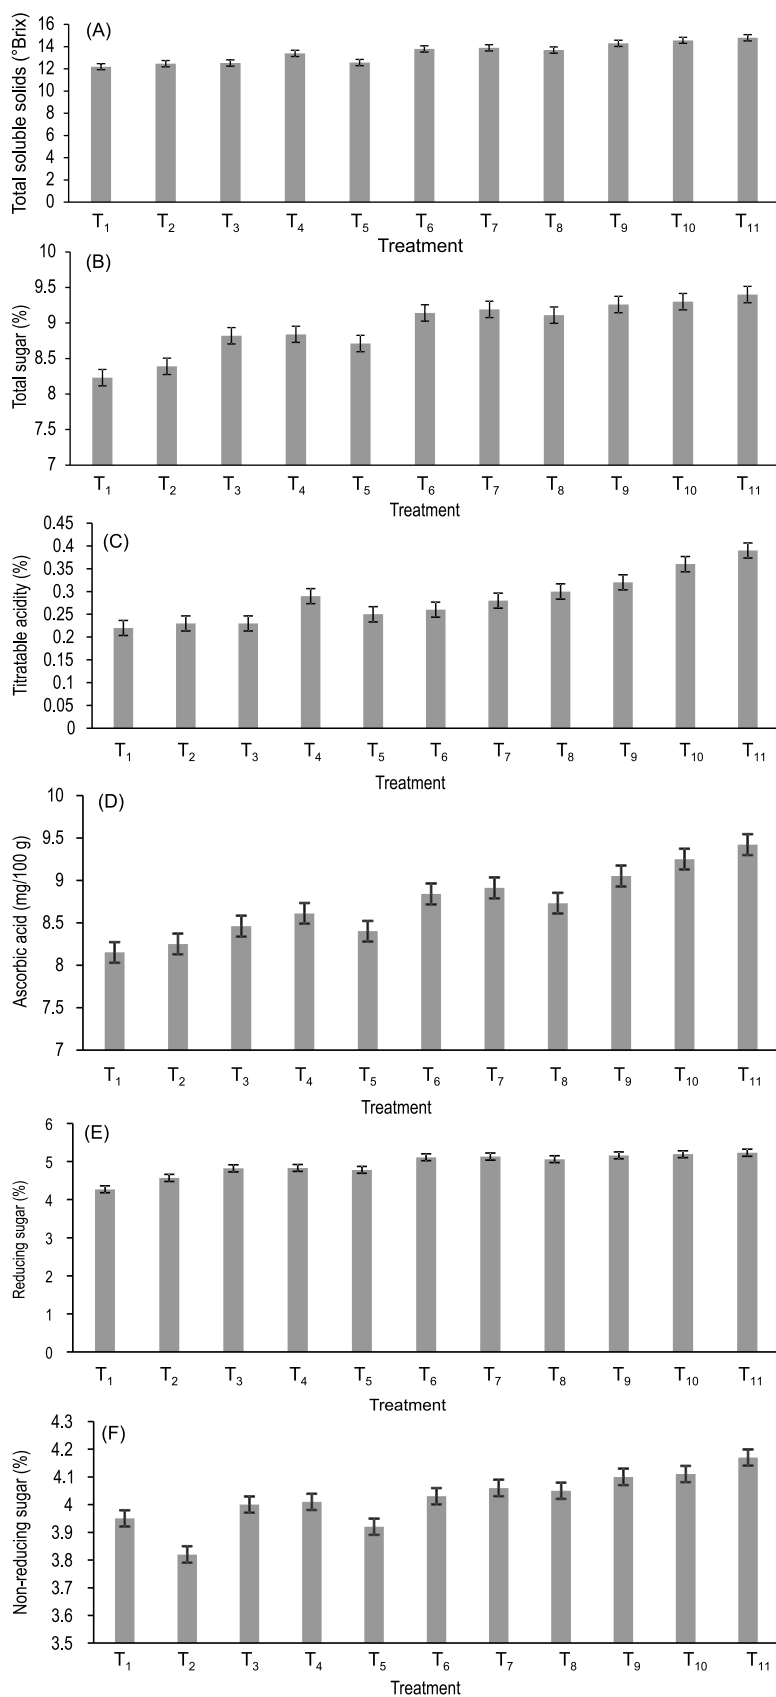 (A)
Total soluble solids (°Brix)
16
14
12
10
8
6
4
2
0
T1 T2 T3 T4 T5 T6 T7 T8 T9 T10 T11
Treatment
(B)
Total sugar (%)
10
9.5
9
8.5
8
7.5
7
T1 T2 T3 T4 T5 T6 T7 T8 T9 T10 T11
Treatment
(C)
Titratable acidity (%)
0.45
0.4
0.35
0.3
0.25
0.2
0.15
0.1
0.05
0
T1 T2 T3 T4 T5 T6 T7 T8 T9 T10 T11
Treatment
(D)
Ascorbic acid (mg/100 g)
10
9.5
9
8.5
8
7.5
7
T1 T2 T3 T4 T5 T6 T7 T8 T9 T10 T11
Treatment
(E)
Reducing sugar (%)
6
5
4
3
2
1
0
T1 T2 T3 T4 T5 T6 T7 T8 T9 T10 T11
Treatment
(F)
Non-reducing sugar (%)
4.3
4.2
4.1
4
3.9
3.8
3.7
3.6
3.5
T1 T2 T3 T4 T5 T6 T7 T8 T9 T10 T11
Treatment